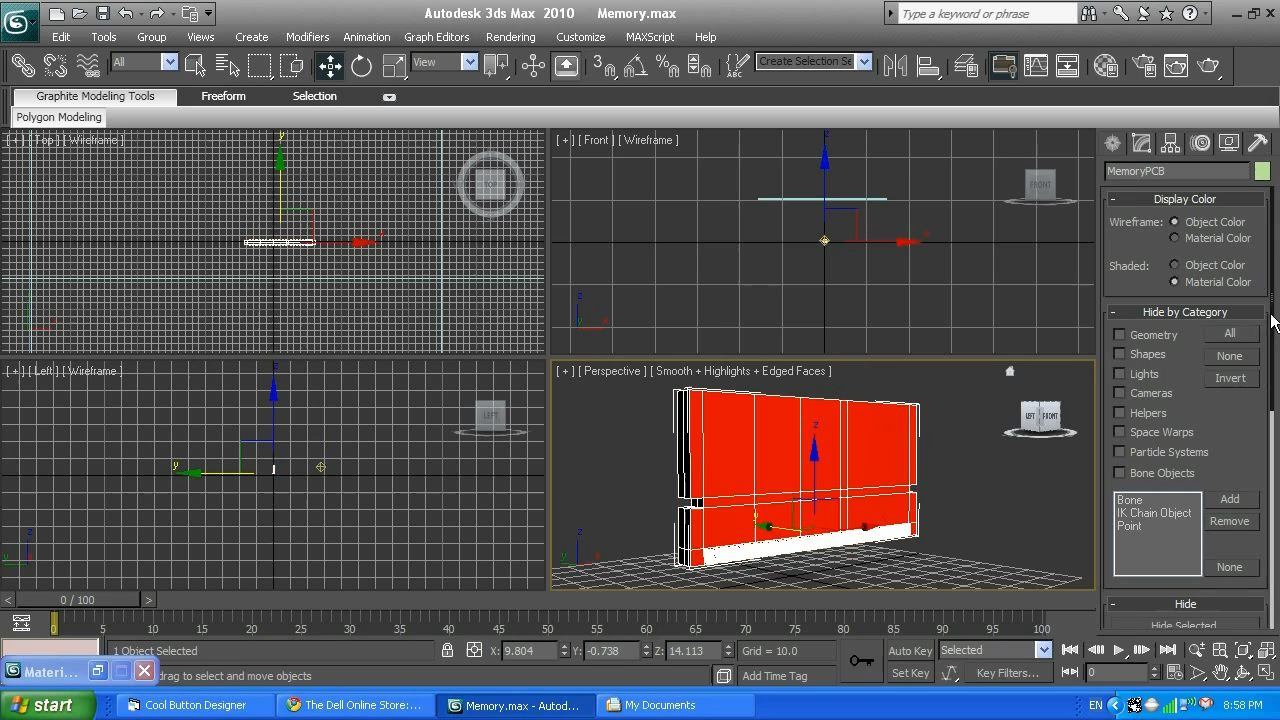 Autodesk 3ds Max 2010 Memory.max
Type a keyword or phrase
Edit Tools Group Views Create Modifiers Animation Graph Editors Rendering Customize MAXScript Help
All View Create Selection Se
Graphite Modeling Tools Freeform Selection
Polygon Modeling
[ + ] [ Top ] [ Wireframe ]
TOP
y
x
[ + ] [ Front ] [ Wireframe ]
FRONT
z
x
[ + ] [ Left ] [ Wireframe ]
LEFT
z
y
[ + ] [ Perspective ] [ Smooth + Highlights + Edged Faces ]
LEFT FRONT
z
MemoryPCB
- Display Color
Wireframe: Object Color
Material Color
Shaded: Object Color
Material Color
- Hide by Category
Geometry All
Shapes None
Lights Invert
Cameras
Helpers
Space Warps
Particle Systems
Bone Objects
Bone Add
IK Chain Object Remove
Point
None
Hide
Hide Selected
< 0 / 100 >
0 5 10 15 20 25 30 35 40 45 50 55 60 65 70 75 80 85 90 95 100
1 Object Selected X: 9.804 Y: -0.738 Z: 14.113 Grid = 10.0 Auto Key Selected
drag to select and move objects Add Time Tag Set Key Key Filters... 0
Materi...
start Cool Button Designer The Dell Online Store:... Memory.max - Autod... My Documents EN 8:58 PM